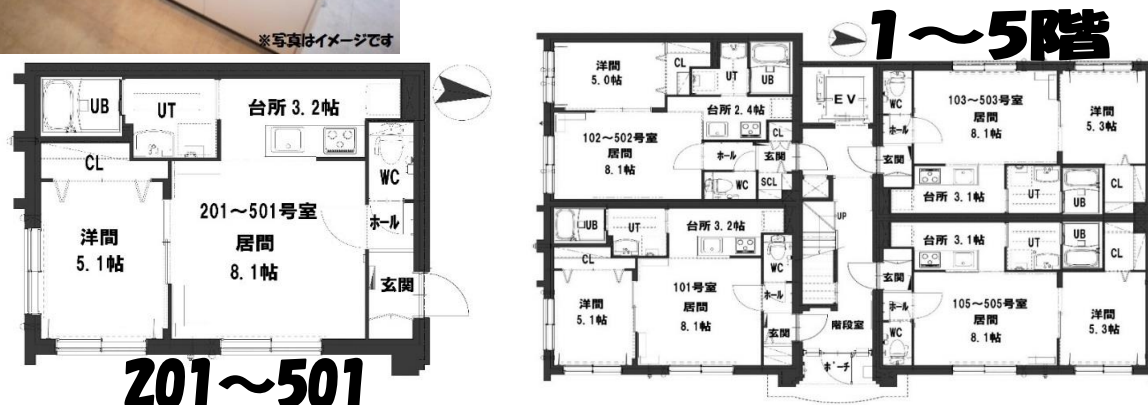 ※写真はイメージです
UB
UT
台所 3.2帖
CL
WC
201～501号室
居間
8.1帖
ホール
洋間
5.1帖
玄関
201～501
1～5階
洋間
5.0帖
CL
UT
UB
台所 2.4帖
102～502号室
居間
8.1帖
CL
ホール
玄関
WC
SCL
EV
WC
103～503号室
居間
8.1帖
洋間
5.3帖
ホール
玄関
台所 3.1帖
UT
UB
CL
UP
UB
UT
台所 3.2帖
CL
WC
101号室
居間
8.1帖
ホール
洋間
5.1帖
玄関
階段室
ポーチ
台所 3.1帖
UT
UB
CL
玄関
ホール
105～505号室
居間
8.1帖
洋間
5.3帖
WC